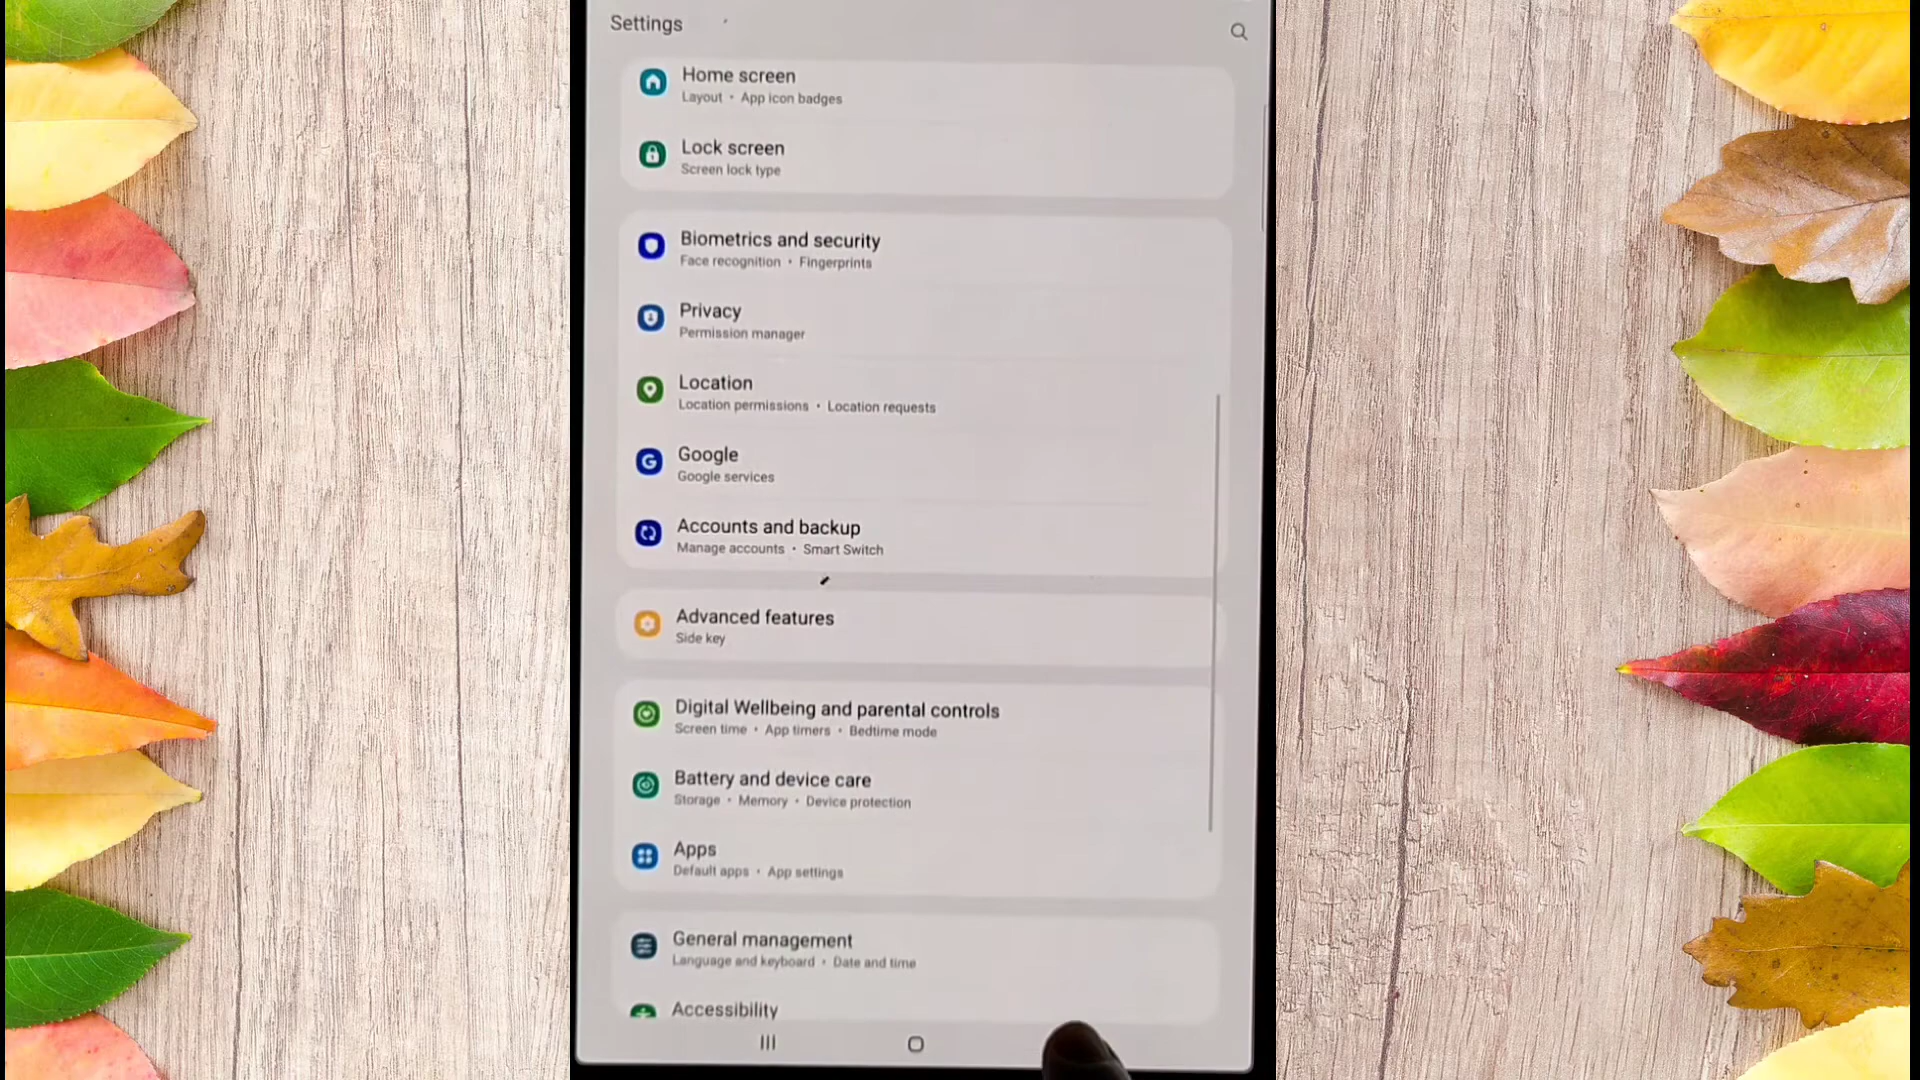 Settings
Home screen
Layout • App icon badges
Lock screen
Screen lock type
Biometrics and security
Face recognition • Fingerprints
Privacy
Permission manager
Location
Location permissions • Location requests
Google
Google services
Accounts and backup
Manage accounts • Smart Switch
Advanced features
Side key
Digital Wellbeing and parental controls
Screen time • App timers • Bedtime mode
Battery and device care
Storage • Memory • Device protection
Apps
Default apps • App settings
General management
Language and keyboard • Date and time
Accessibility